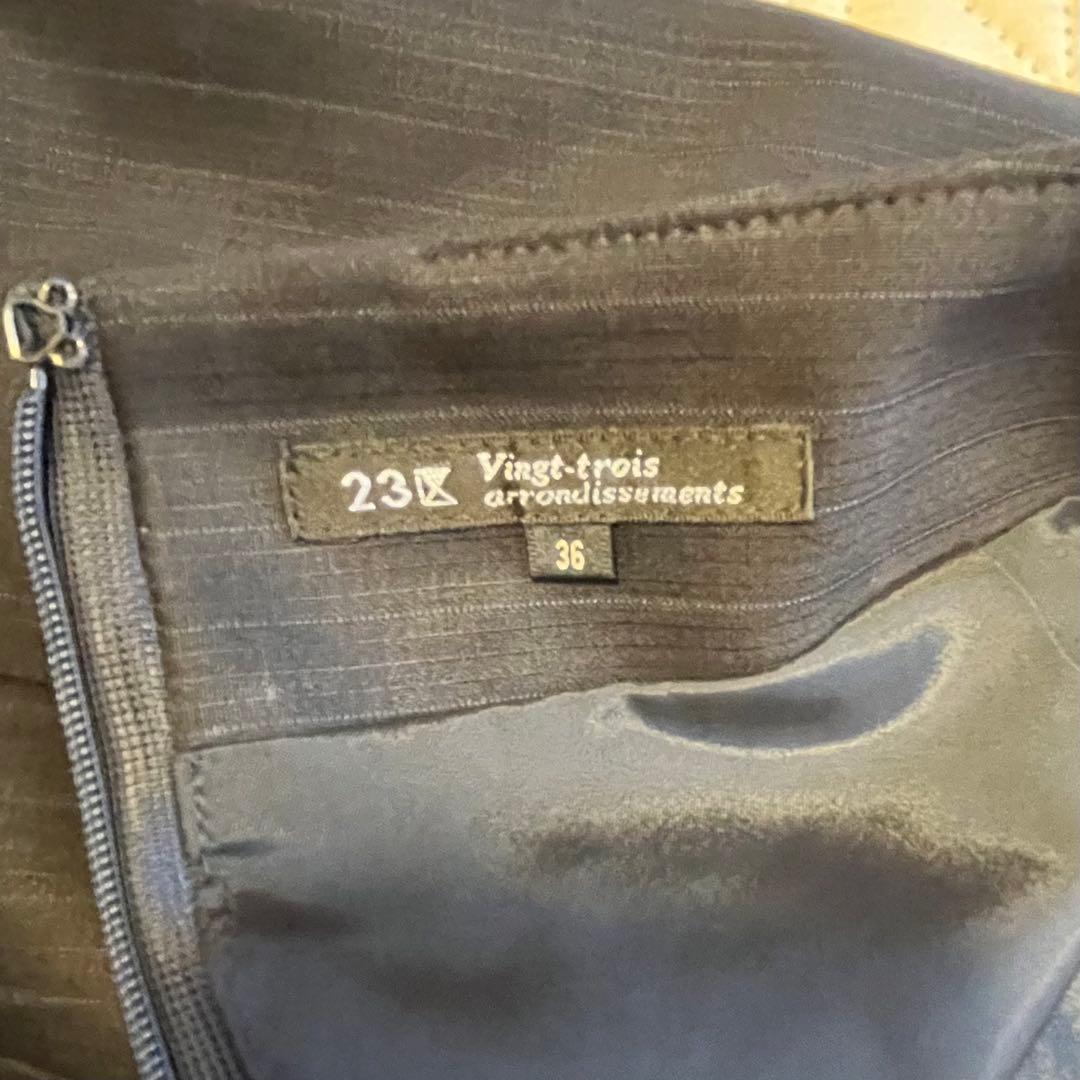 23区 Vingt-trois
arrondissements
36